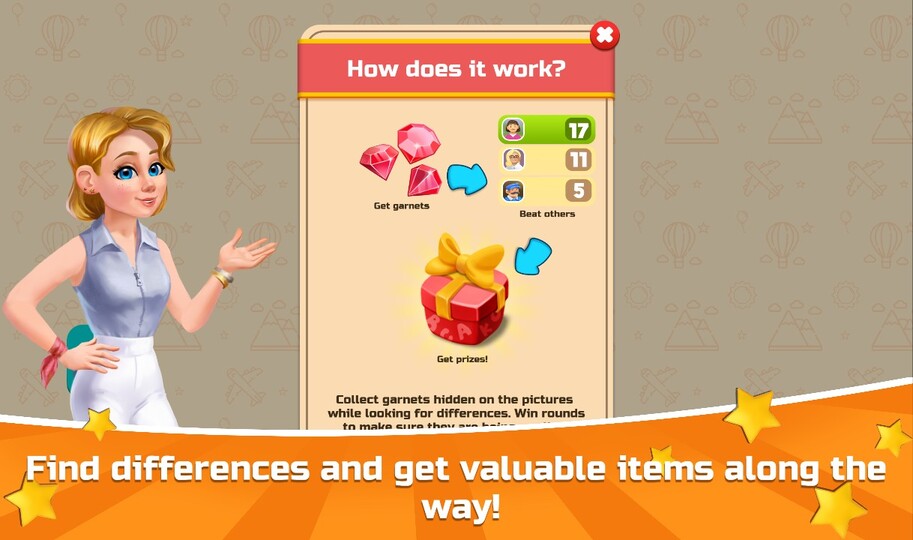 How does it work?
17
11
5
Get garnets
Beat others
Get prizes!
Collect garnets hidden on the pictures
while looking for differences. Win rounds
to make sure they are
Find differences and get valuable items along the
way!